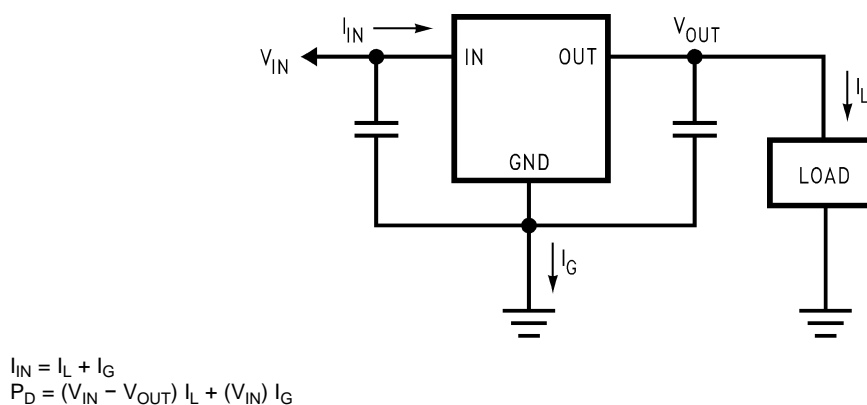 I_IN
V_IN
IN
OUT
V_OUT
I_L
GND
LOAD
I_G
I_IN = I_L + I_G
P_D = (V_IN − V_OUT) I_L + (V_IN) I_G